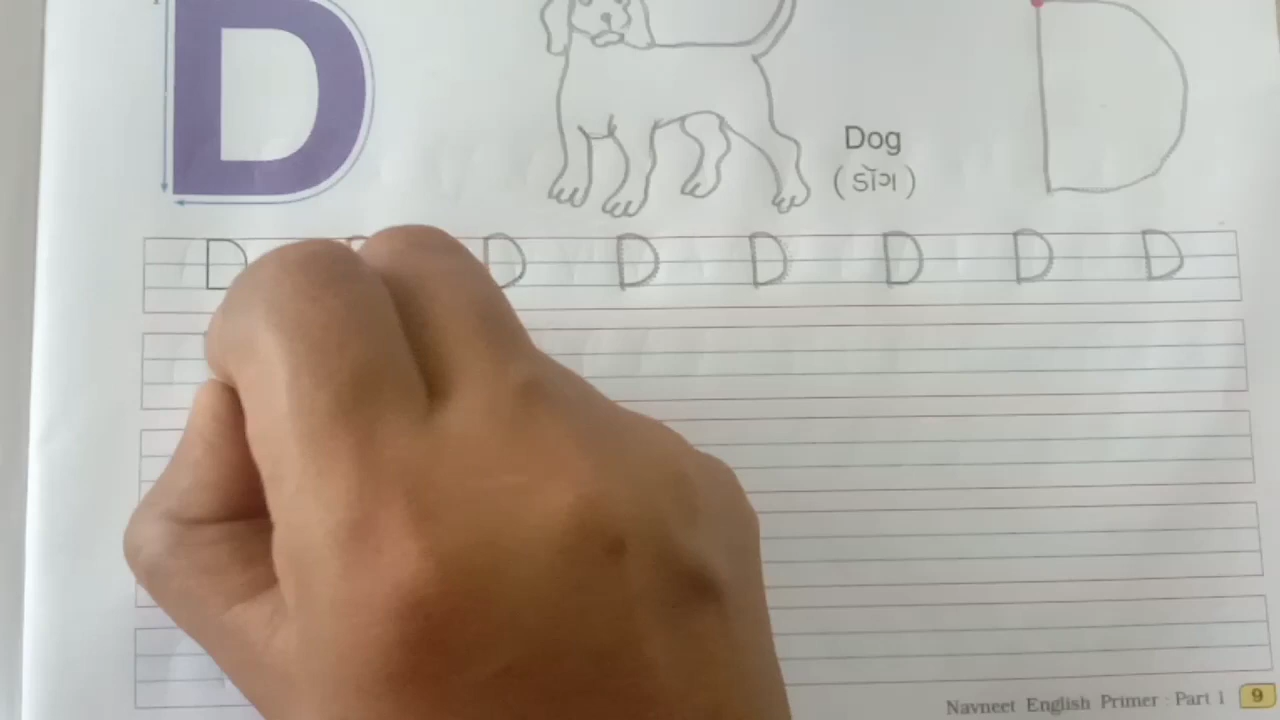 D
Dog
(ડૉગ)
D
D D D D D D D
Navneet English Primer : Part 1 9